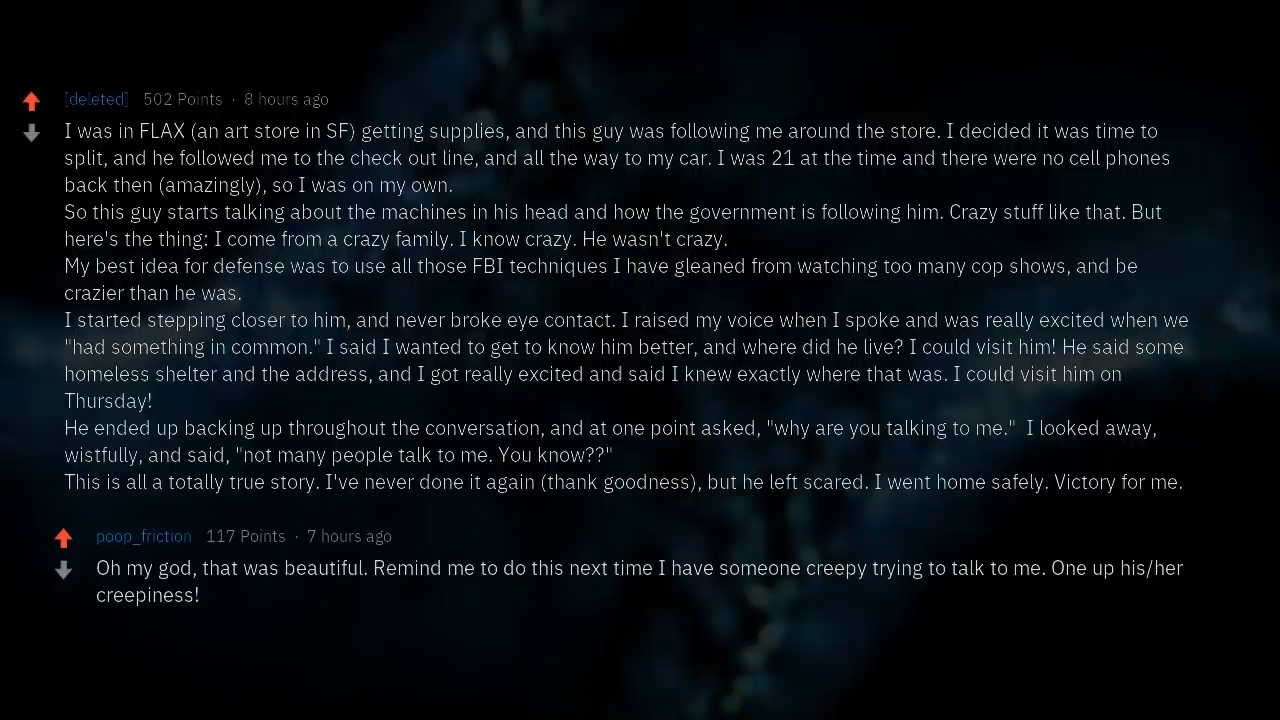 [deleted] 502 Points · 8 hours ago
I was in FLAX (an art store in SF) getting supplies, and this guy was following me around the store. I decided it was time to
split, and he followed me to the check out line, and all the way to my car. I was 21 at the time and there were no cell phones
back then (amazingly), so I was on my own.
So this guy starts talking about the machines in his head and how the government is following him. Crazy stuff like that. But
here's the thing: I come from a crazy family. I know crazy. He wasn't crazy.
My best idea for defense was to use all those FBI techniques I have gleaned from watching too many cop shows, and be
crazier than he was.
I started stepping closer to him, and never broke eye contact. I raised my voice when I spoke and was really excited when we
"had something in common." I said I wanted to get to know him better, and where did he live? I could visit him! He said some
homeless shelter and the address, and I got really excited and said I knew exactly where that was. I could visit him on
Thursday!
He ended up backing up throughout the conversation, and at one point asked, "why are you talking to me."  I looked away,
wistfully, and said, "not many people talk to me. You know??"
This is all a totally true story. I've never done it again (thank goodness), but he left scared. I went home safely. Victory for me.
poop_friction 117 Points · 7 hours ago
Oh my god, that was beautiful. Remind me to do this next time I have someone creepy trying to talk to me. One up his/her
creepiness!